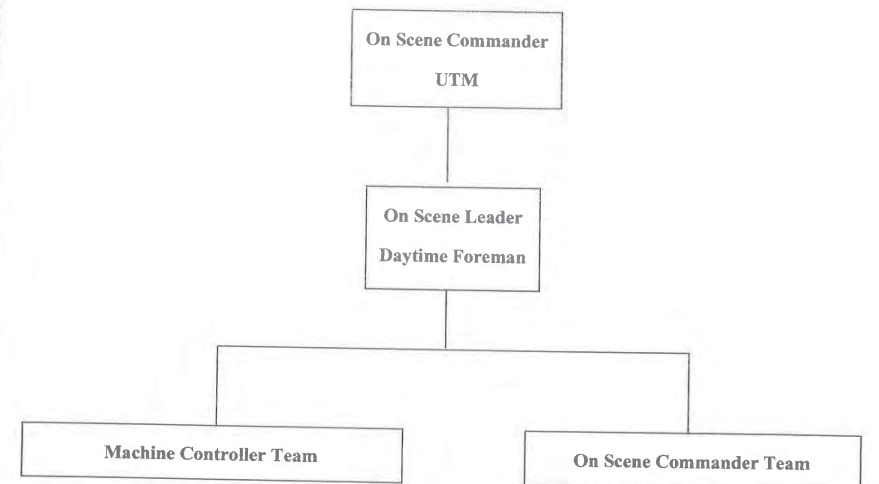 On Scene Commander
UTM
On Scene Leader
Daytime Foreman
Machine Controller Team
On Scene Commander Team